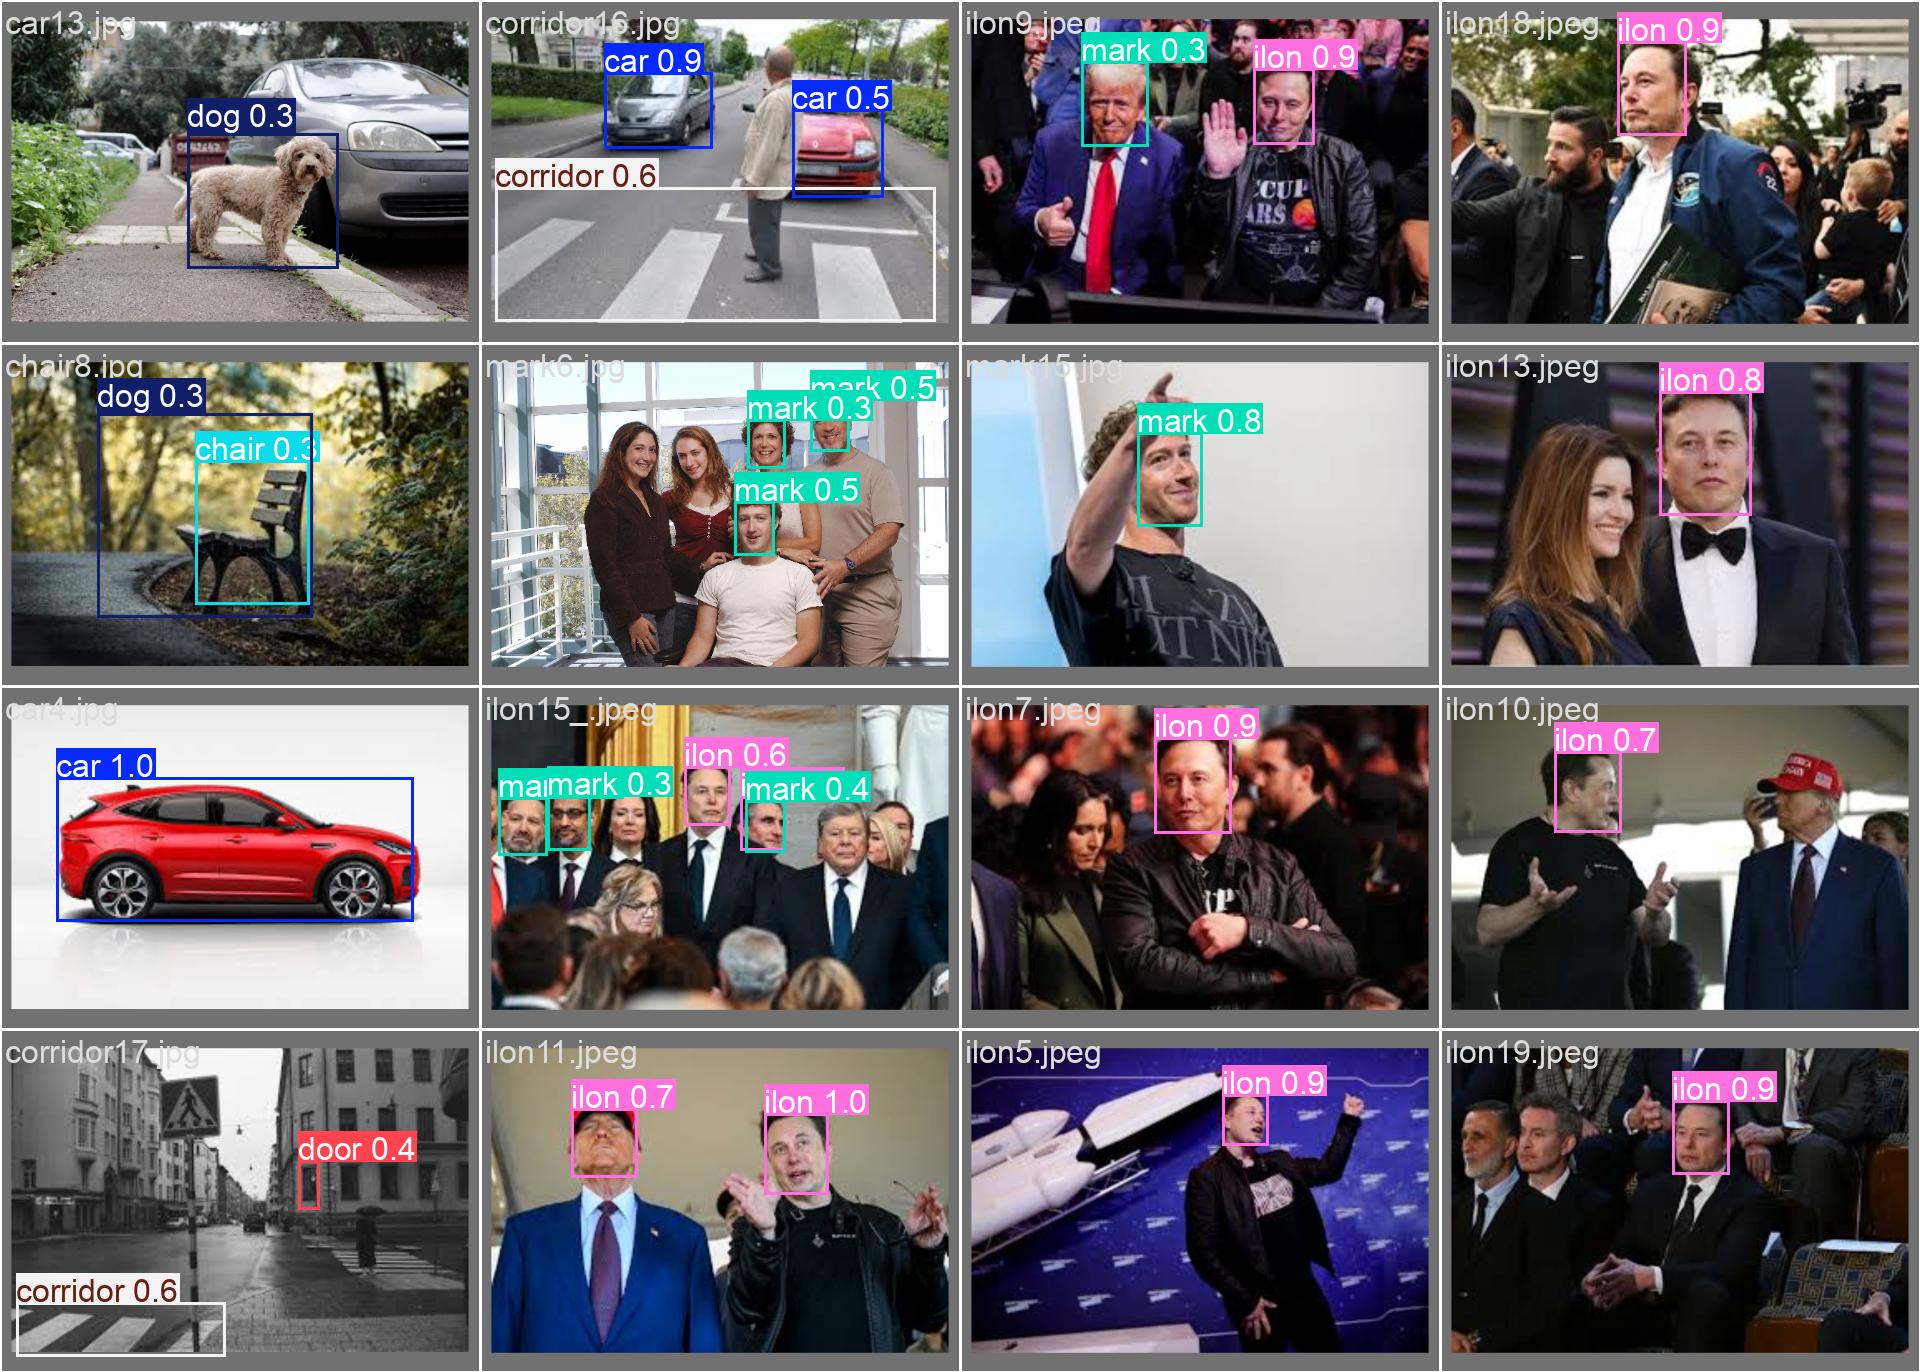 car13.jpg
dog 0.3
corridor16.jpg
car 0.9
car 0.5
corridor 0.6
ilon9.jpeg
mark 0.3
ilon 0.9
CCUP
ARS
ilon18.jpeg
ilon 0.9
22
chair8.jpg
dog 0.3
chair 0.3
mark6.jpg
mark 0.5
mark 0.3
mark 0.5
mark15.jpg
mark 0.8
ilon13.jpeg
ilon 0.8
car4.jpg
car 1.0
ilon15_.jpeg
ilon 0.6
mark 0.3
mark 0.4
ilon7.jpeg
ilon 0.9
ilon10.jpeg
ilon 0.7
corridor17.jpg
door 0.4
corridor 0.6
ilon11.jpeg
ilon 0.7
ilon 1.0
ilon5.jpeg
ilon 0.9
ilon19.jpeg
ilon 0.9